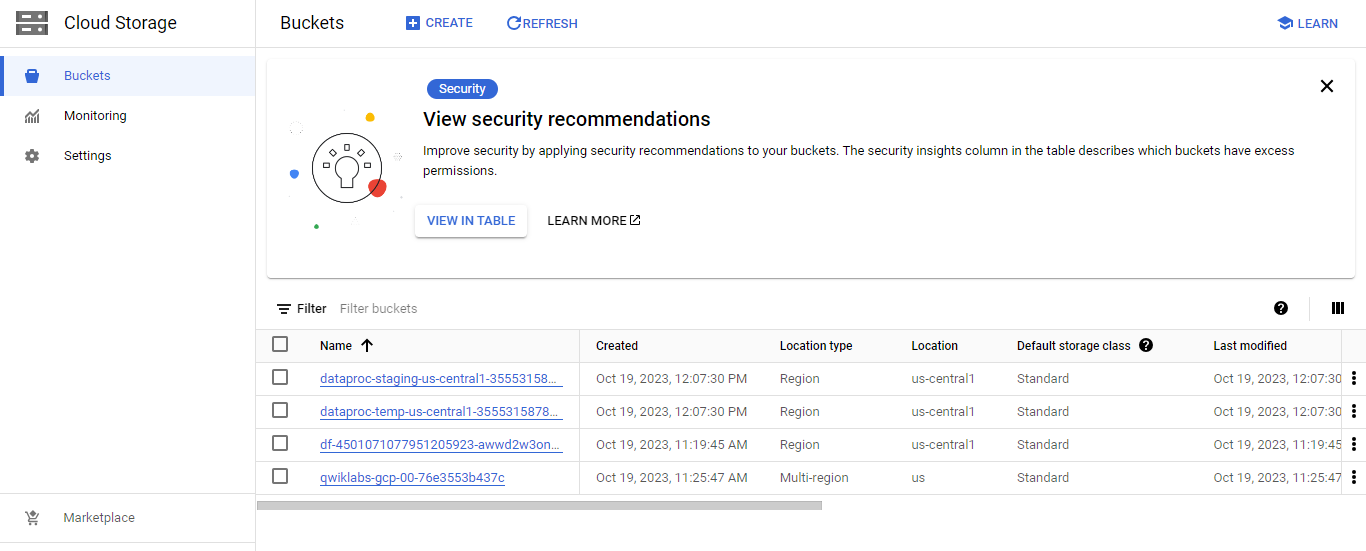 Cloud Storage
Buckets
CREATE
REFRESH
LEARN
Buckets
Monitoring
Settings
Marketplace
Security
View security recommendations
Improve security by applying security recommendations to your buckets. The security insights column in the table describes which buckets have excess
permissions.
VIEW IN TABLE LEARN MORE
Filter Filter buckets
Name Created Location type Location Default storage class Last modified
dataproc-staging-us-central1-35553158... Oct 19, 2023, 12:07:30 PM Region us-central1 Standard Oct 19, 2023, 12:07:30
dataproc-temp-us-central1-3555315878... Oct 19, 2023, 12:07:30 PM Region us-central1 Standard Oct 19, 2023, 12:07:30
df-4501071077951205923-awwd2w3on... Oct 19, 2023, 11:19:45 AM Region us-central1 Standard Oct 19, 2023, 11:19:45
qwiklabs-gcp-00-76e3553b437c Oct 19, 2023, 11:25:47 AM Multi-region us Standard Oct 19, 2023, 11:25:47